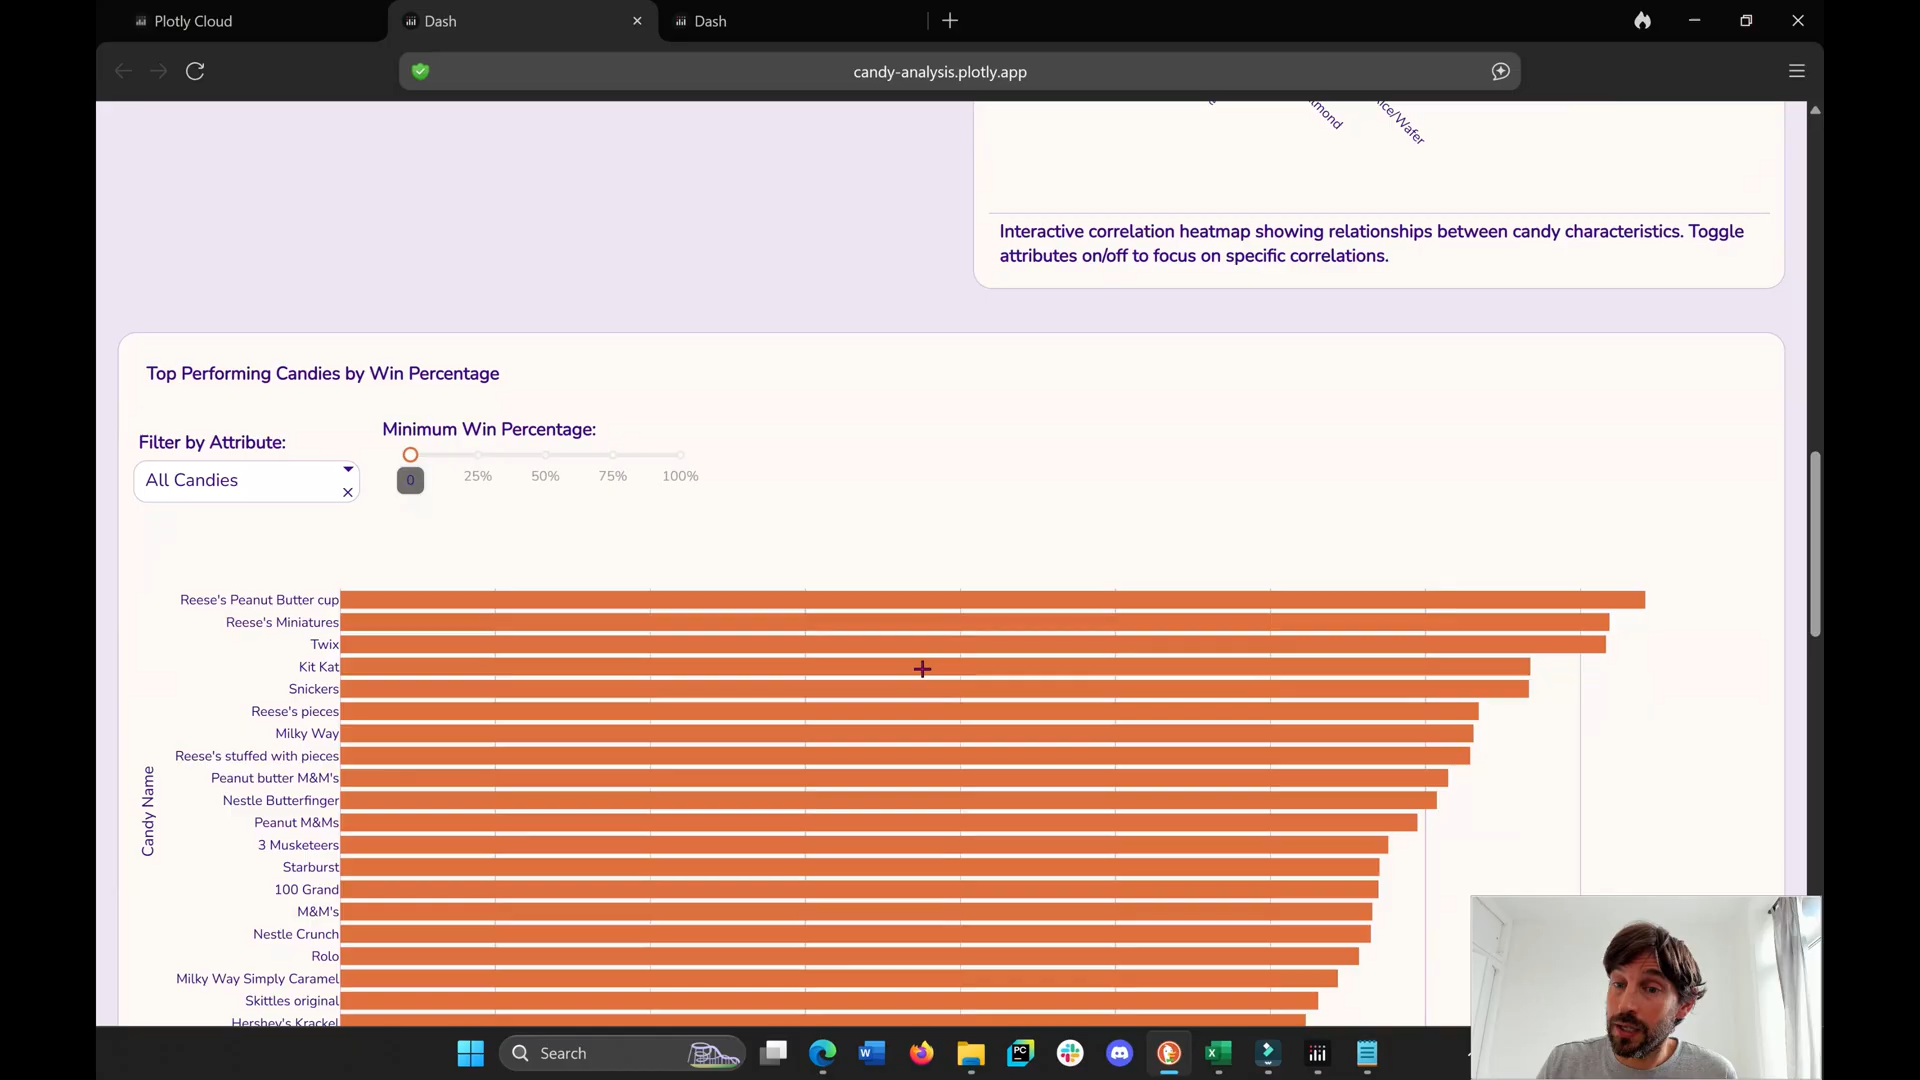 Plotly Cloud
Dash
Dash
candy-analysis.plotly.app
Interactive correlation heatmap showing relationships between candy characteristics. Toggle
attributes on/off to focus on specific correlations.
Top Performing Candies by Win Percentage
Filter by Attribute:
All Candies
Minimum Win Percentage:
0
25%
50%
75%
100%
Candy Name
Reese's Peanut Butter cup
Reese's Miniatures
Twix
Kit Kat
Snickers
Reese's pieces
Milky Way
Reese's stuffed with pieces
Peanut butter M&M's
Nestle Butterfinger
Peanut M&Ms
3 Musketeers
Starburst
100 Grand
M&M's
Nestle Crunch
Rolo
Milky Way Simply Caramel
Skittles original
Hershey's Krackel
Search